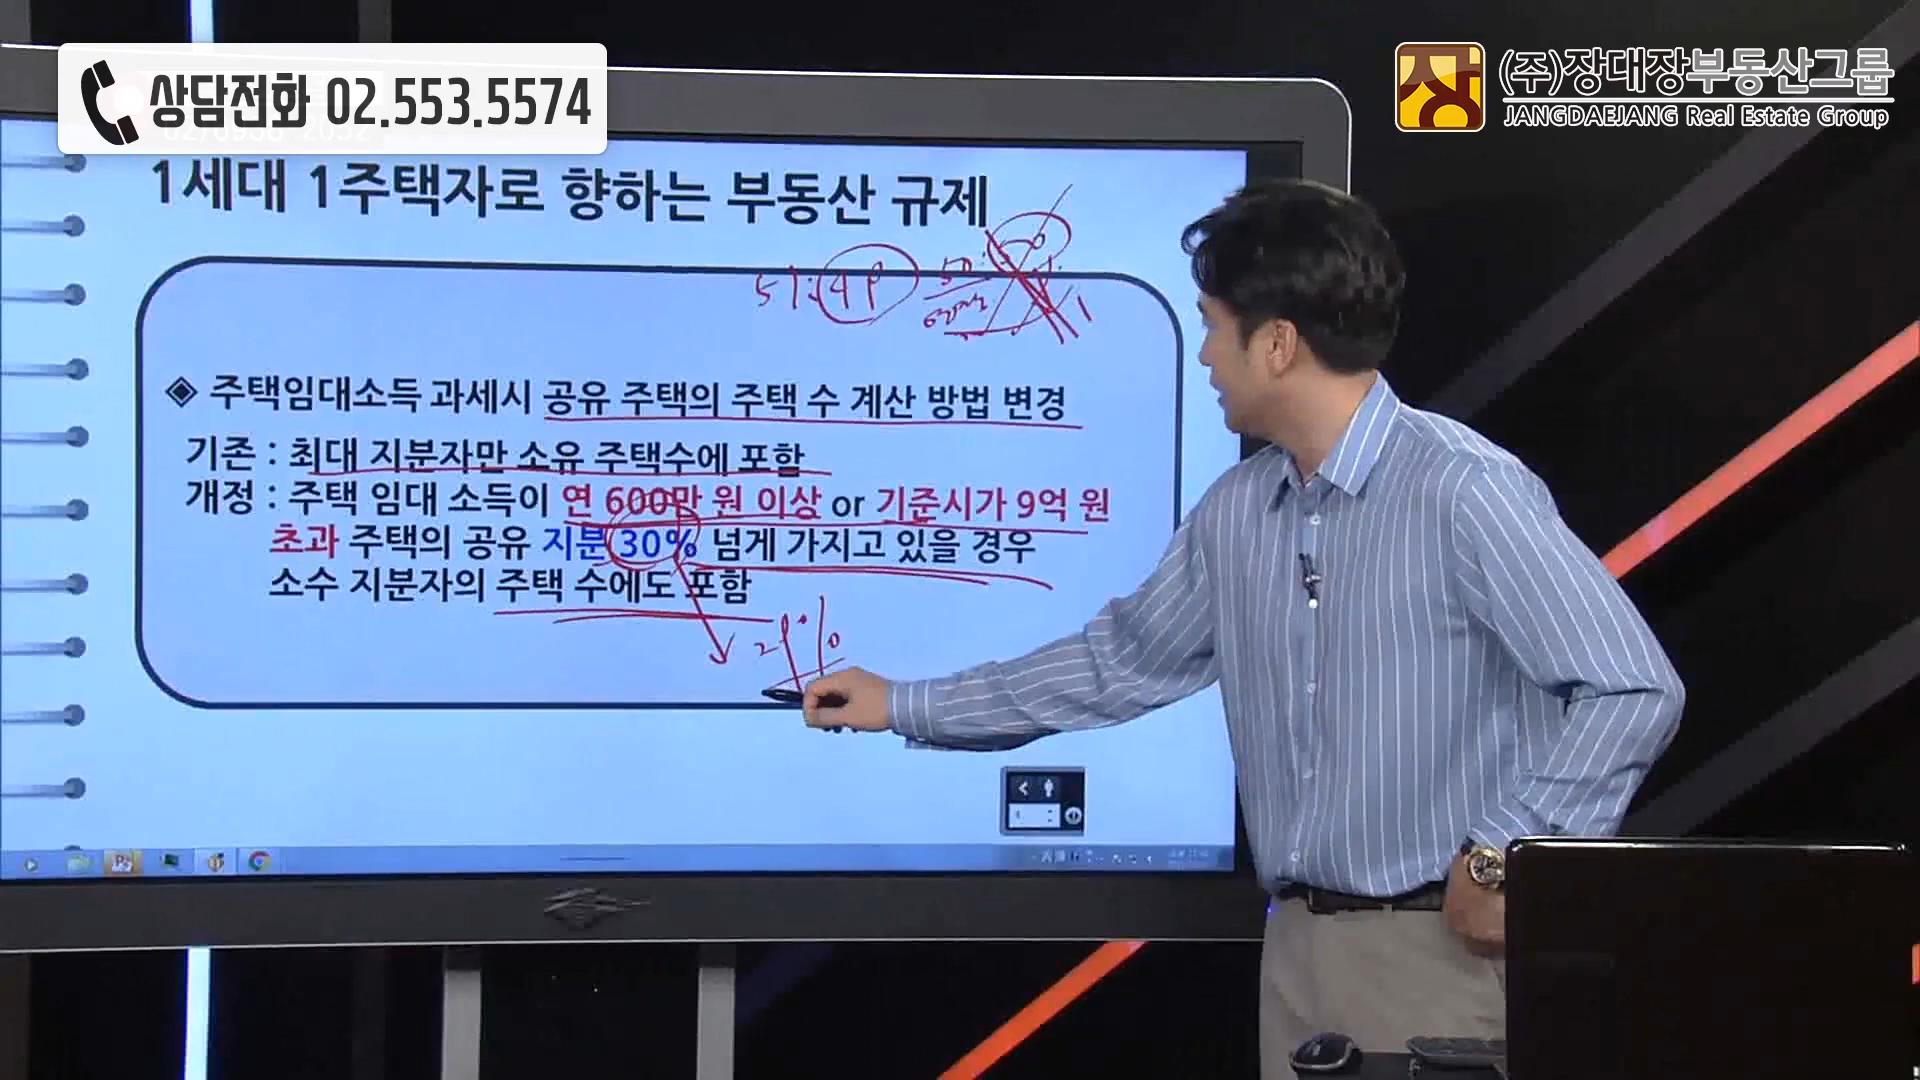 상담전화 02.553.5574
(주)장대장부동산그룹
JANGDAEJANG Real Estate Group
1세대 1주택자로 향하는 부동산 규제
51:49
50:50
◈ 주택임대소득 과세시 공유 주택의 주택 수 계산 방법 변경
기존 : 최대 지분자만 소유 주택수에 포함
개정 : 주택 임대 소득이 연 600만 원 이상 or 기준시가 9억 원
초과 주택의 공유 지분 30% 넘게 가지고 있을 경우
소수 지분자의 주택 수에도 포함
29%